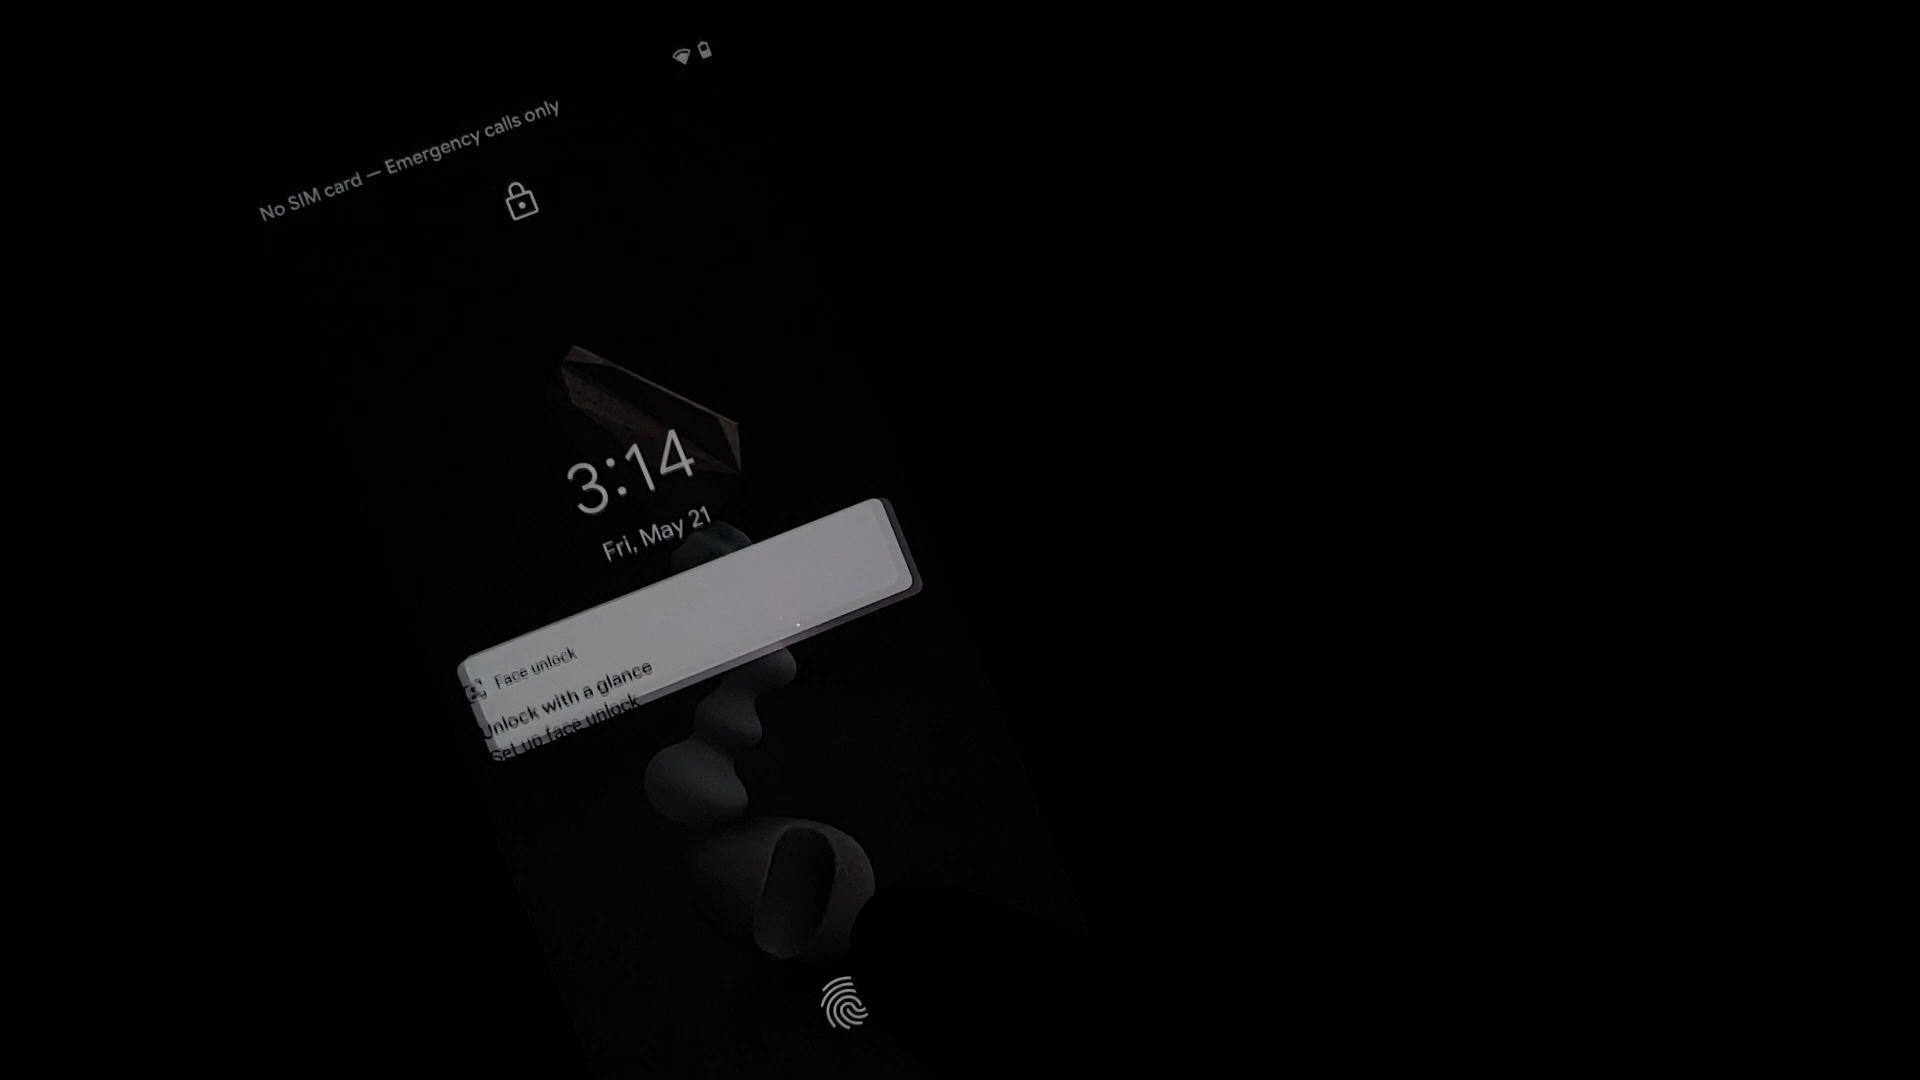 No SIM card — Emergency calls only
3:14
Fri, May 21
Face unlock
Unlock with a glance
Set up face unlock